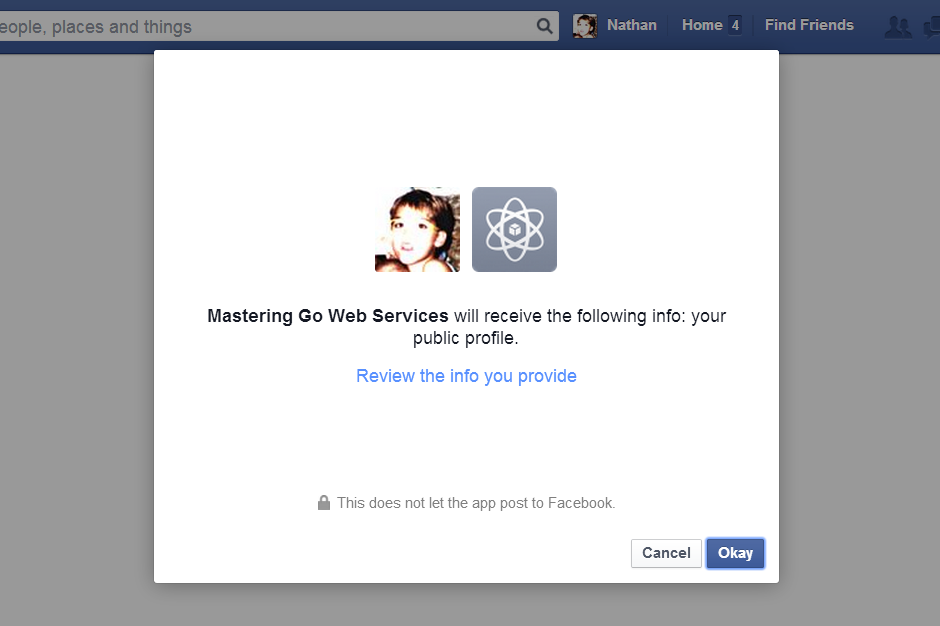 eople, places and things
Nathan
Home 4
Find Friends
Mastering Go Web Services will receive the following info: your
public profile.
Review the info you provide
This does not let the app post to Facebook.
Cancel
Okay